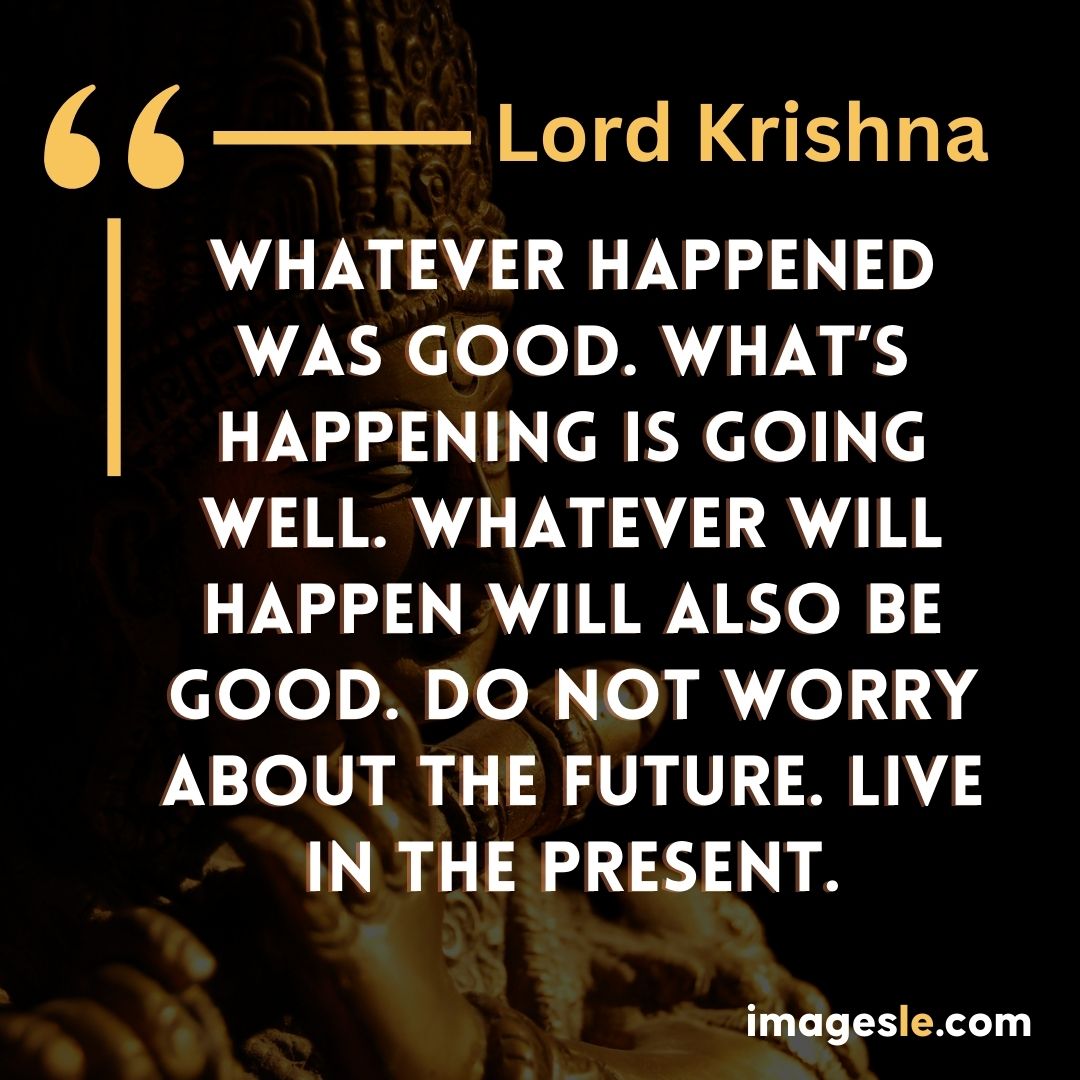 “ Lord Krishna
WHATEVER HAPPENED
WAS GOOD. WHAT’S
HAPPENING IS GOING
WELL. WHATEVER WILL
HAPPEN WILL ALSO BE
GOOD. DO NOT WORRY
ABOUT THE FUTURE. LIVE
IN THE PRESENT.
imagesle.com